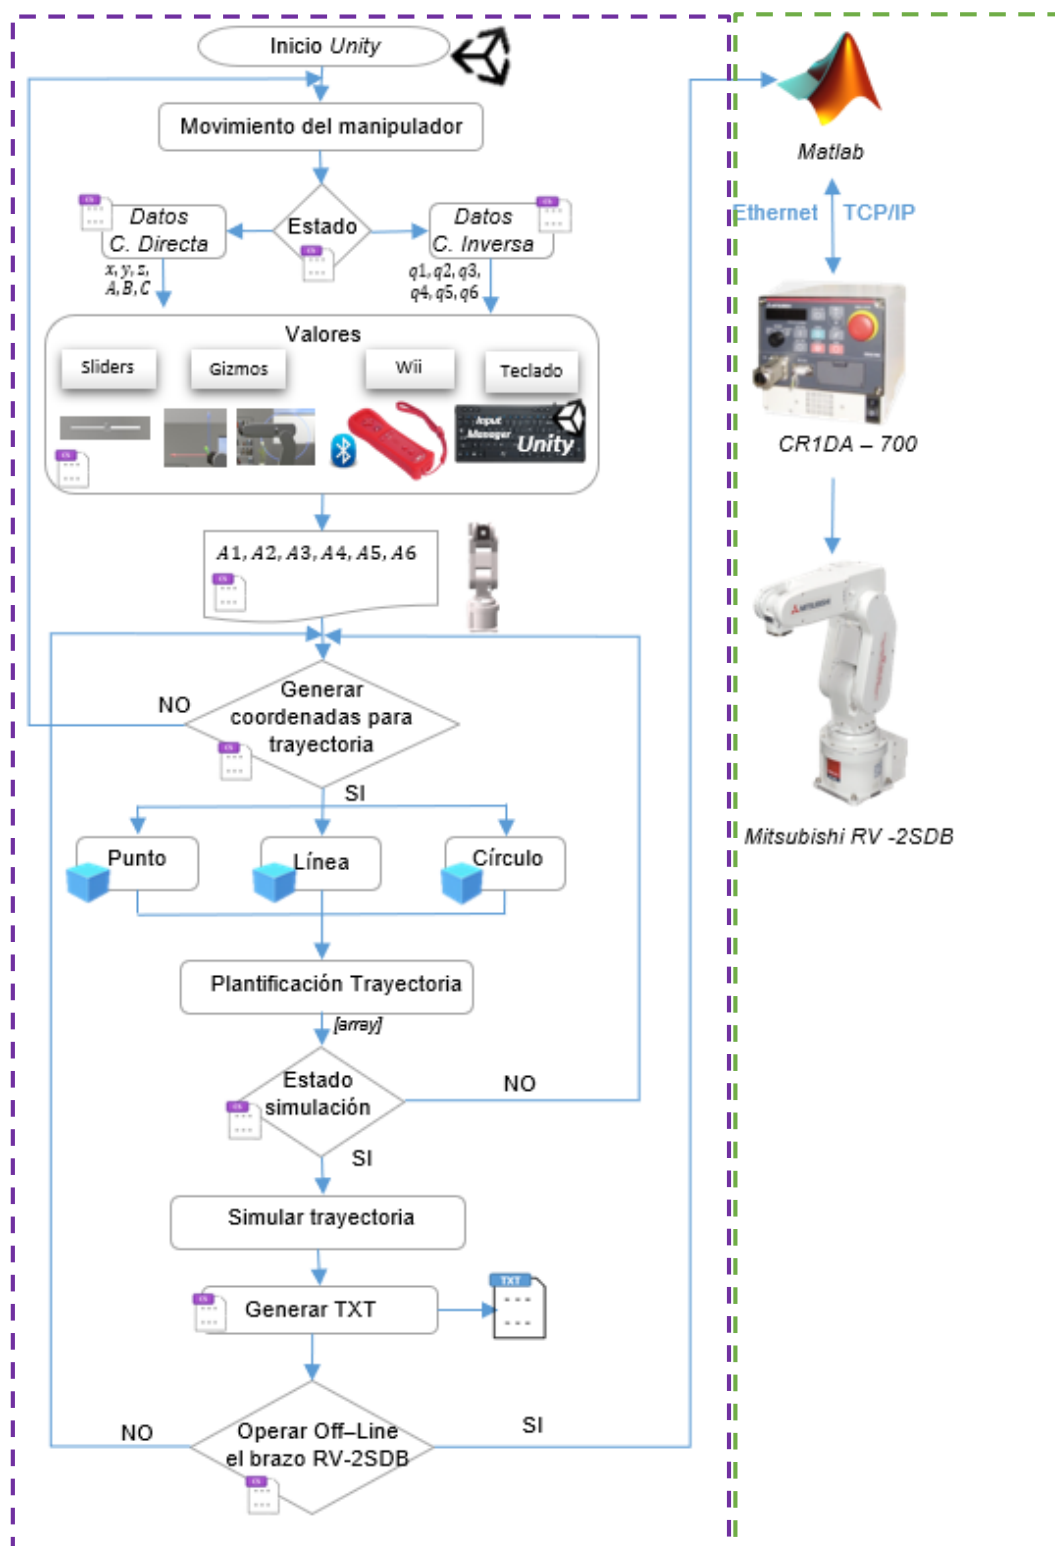 Inicio Unity
Movimiento del manipulador
Estado
Datos
C. Directa
Datos
C. Inversa
x, y, z,
A, B, C
q1, q2, q3,
q4, q5, q6
Valores
Sliders
Gizmos
Wii
Teclado
Input
Manager
Unity
A1, A2, A3, A4, A5, A6
Generar
coordenadas para
trayectoria
NO
SI
Punto
Línea
Círculo
Plantificación Trayectoria
[array]
Estado
simulación
NO
SI
Simular trayectoria
Generar TXT
TXT
Operar Off–Line
el brazo RV-2SDB
NO
SI
Matlab
Ethernet
TCP/IP
CR1DA – 700
MITSUBISHI
Mitsubishi RV -2SDB